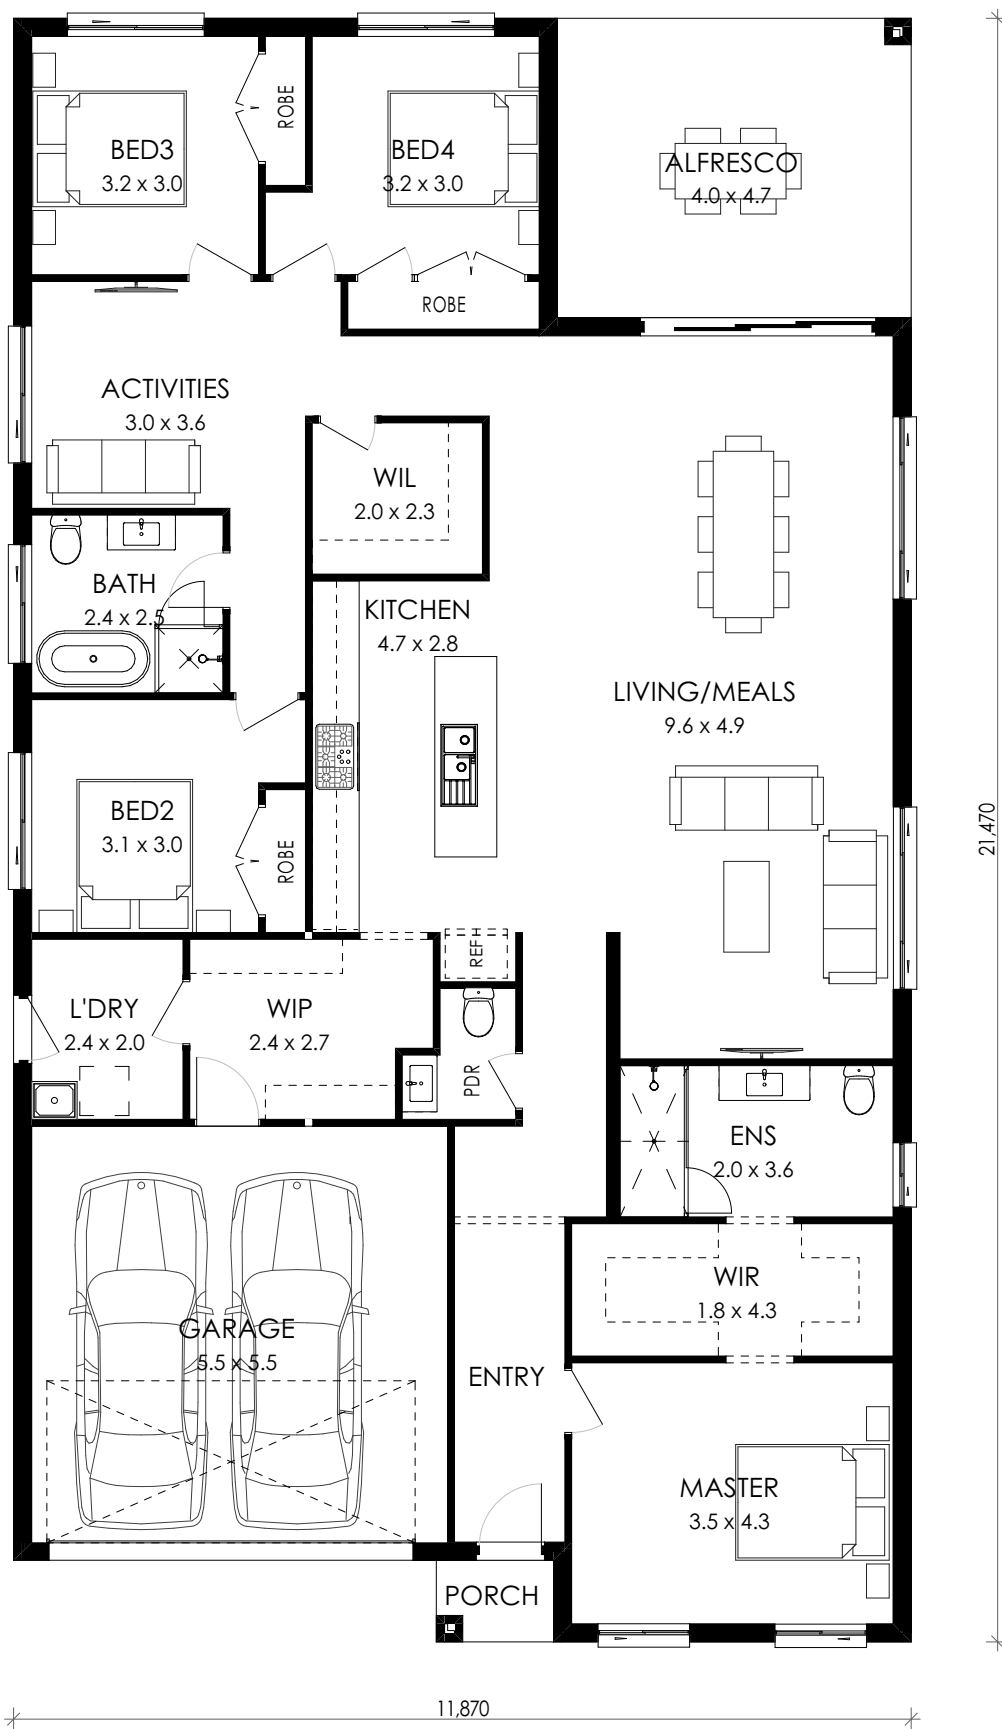 BED3
3.2 x 3.0
ROBE
BED4
3.2 x 3.0
ALFRESCO
4.0 x 4.7
ROBE
ACTIVITIES
3.0 x 3.6
WIL
2.0 x 2.3
BATH
2.4 x 2.5
KITCHEN
4.7 x 2.8
LIVING/MEALS
9.6 x 4.9
BED2
3.1 x 3.0
ROBE
21,470
REF
L'DRY
2.4 x 2.0
WIP
2.4 x 2.7
PDR
ENS
2.0 x 3.6
WIR
1.8 x 4.3
GARAGE
5.5 x 5.5
ENTRY
MASTER
3.5 x 4.3
PORCH
11,870